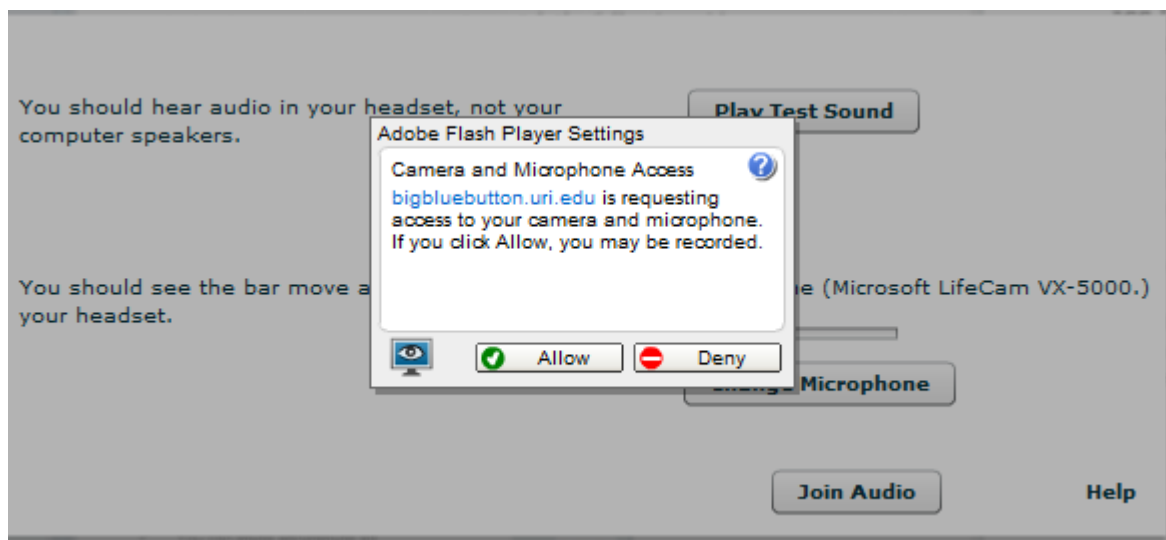 You should hear audio in your headset, not your
computer speakers.
Play Test Sound
Adobe Flash Player Settings
Camera and Microphone Access
bigbluebutton.uri.edu is requesting
access to your camera and microphone.
If you click Allow, you may be recorded.
Allow
Deny
You should see the bar move a
(Microsoft LifeCam VX-5000.)
your headset.
Microphone
Join Audio
Help